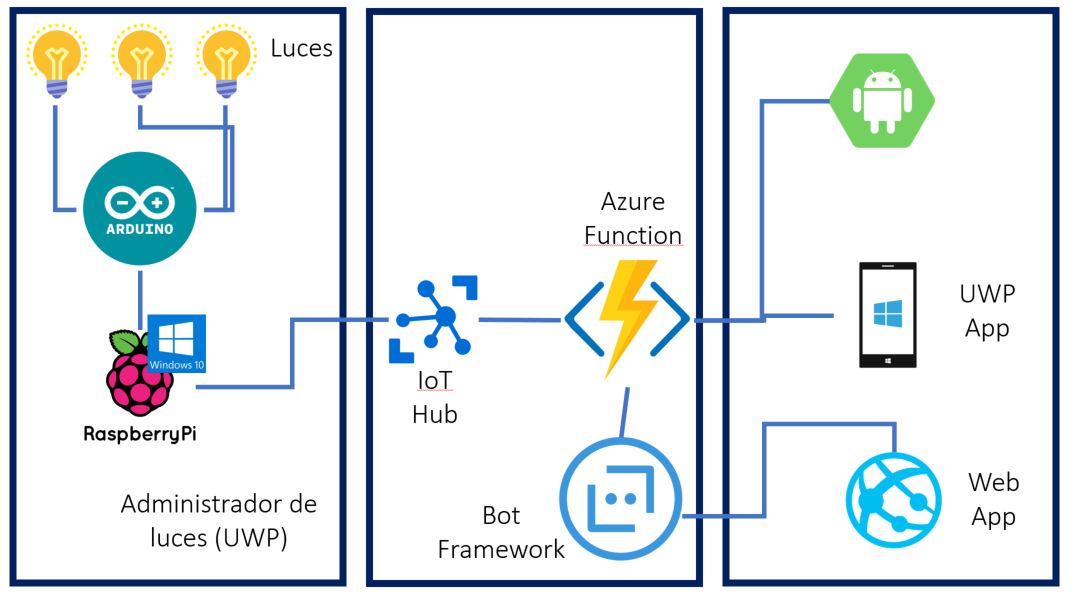 Luces
ARDUINO
Windows 10
RaspberryPi
Administrador de
luces (UWP)
Azure
Function
IoT
Hub
Bot
Framework
UWP
App
Web
App